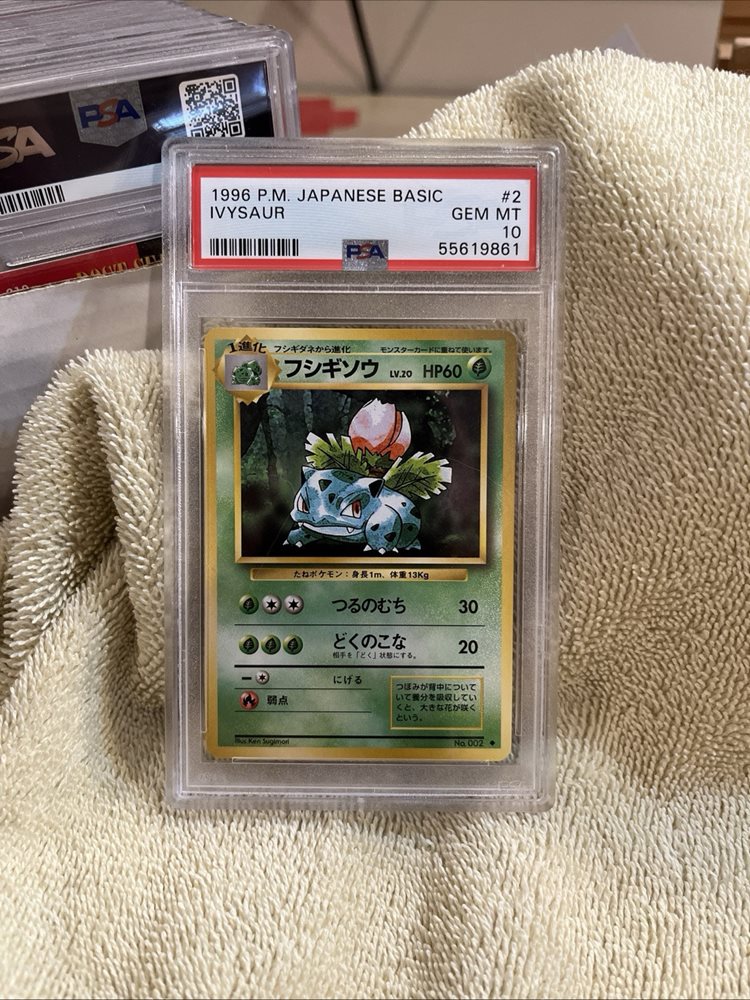 PSA
SA
1996 P.M. JAPANESE BASIC #2
IVYSAUR GEM MT
10
PSA 55619861
1進化 フシギダネから進化 モンスターカードに重ねて使います。
フシギソウ LV.20 HP60
たねポケモン：身長1m、体重13Kg
つるのむち 30
どくのこな 20
相手を「どく」状態にする。
にげる
弱点
つぼみが背中についていて養分を吸収していくと、大きな花が咲くという。
Illus. Ken Sugimori No.002